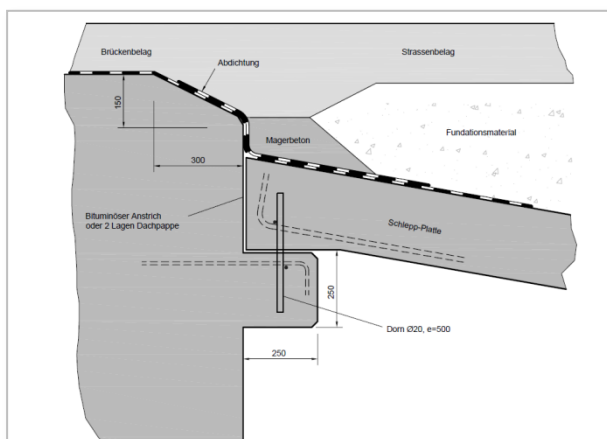 Brückenbelag
Strassenbelag
Abdichtung
150
Magerbeton
Fundationsmaterial
300
Bituminöser Anstrich
oder 2 Lagen Dachpappe
Schlepp-Platte
250
Dorn Ø20, e=500
250